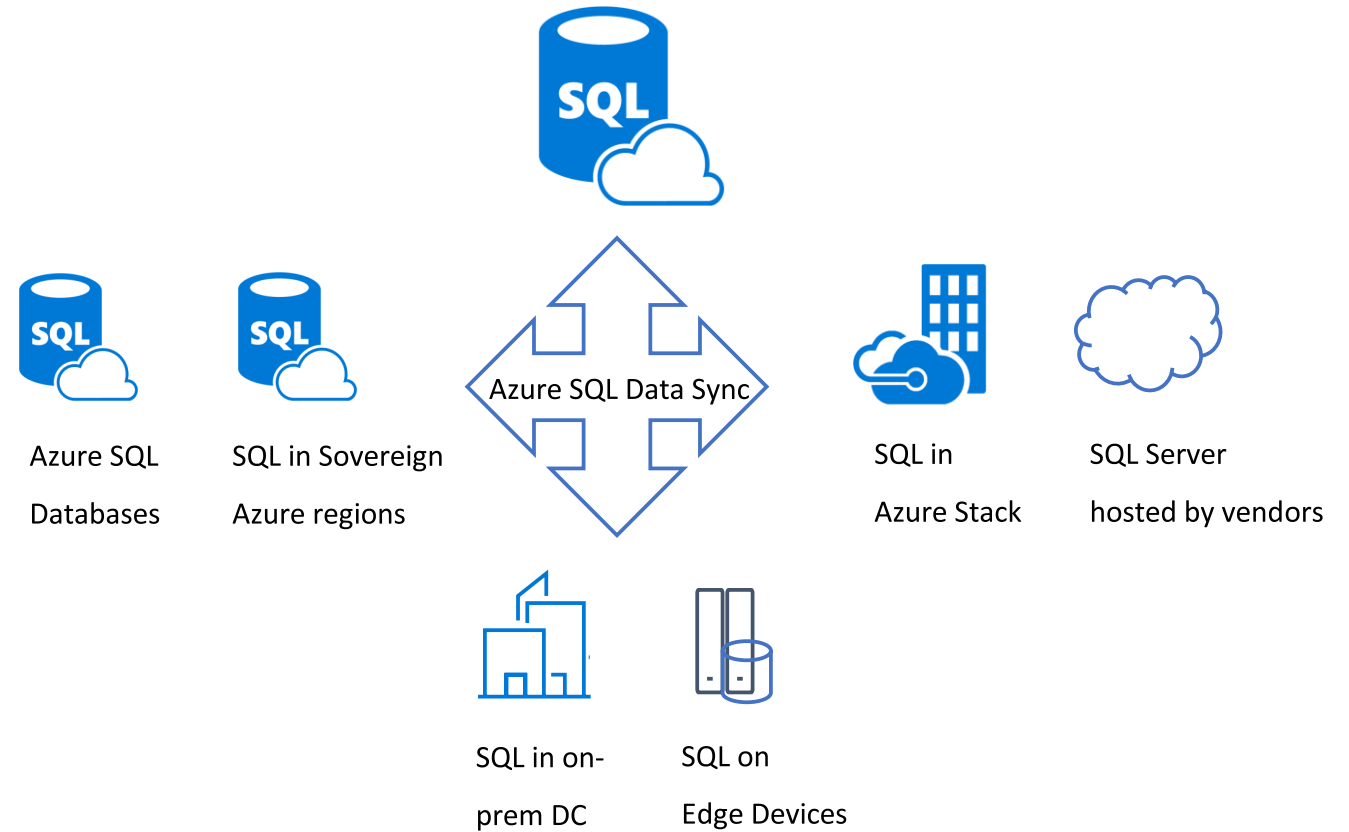 SQL
SQL
SQL
Azure SQL Data Sync
Azure SQL
Databases
SQL in Sovereign
Azure regions
SQL in
Azure Stack
SQL Server
hosted by vendors
SQL in on-
prem DC
SQL on
Edge Devices